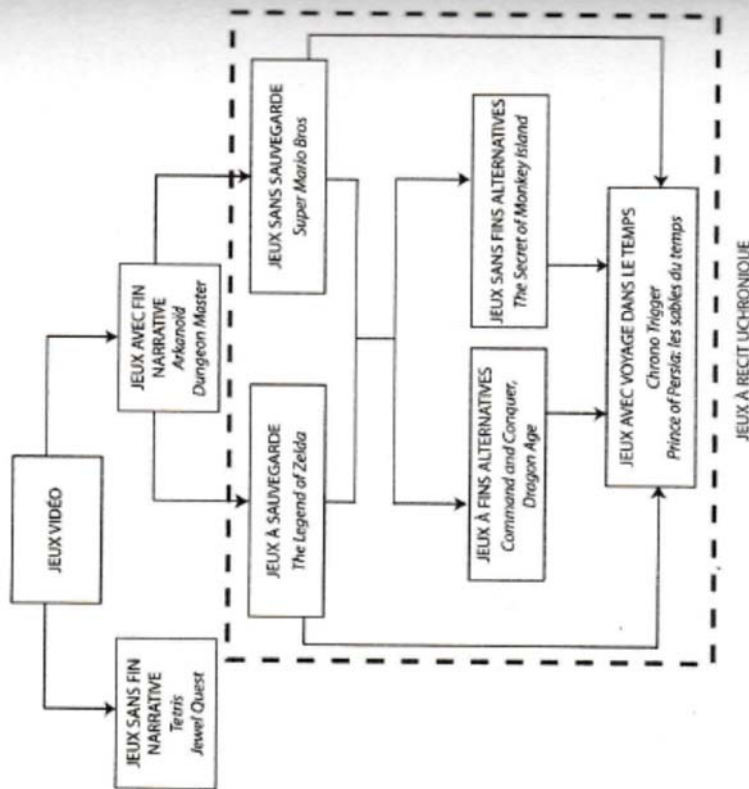 JEUX VIDÉO
JEUX SANS FIN
NARRATIVE
Tetris
Jewel Quest
JEUX AVEC FIN
NARRATIVE
Arkanoïd
Dungeon Master
JEUX À SAUVEGARDE
The Legend of Zelda
JEUX SANS SAUVEGARDE
Super Mario Bros
JEUX À FINS ALTERNATIVES
Command and Conquer,
Dragon Age
JEUX SANS FINS ALTERNATIVES
The Secret of Monkey Island
JEUX AVEC VOYAGE DANS LE TEMPS
Chrono Trigger
Prince of Persia: les sables du temps
JEUX À RECIT UCHRONIQUE